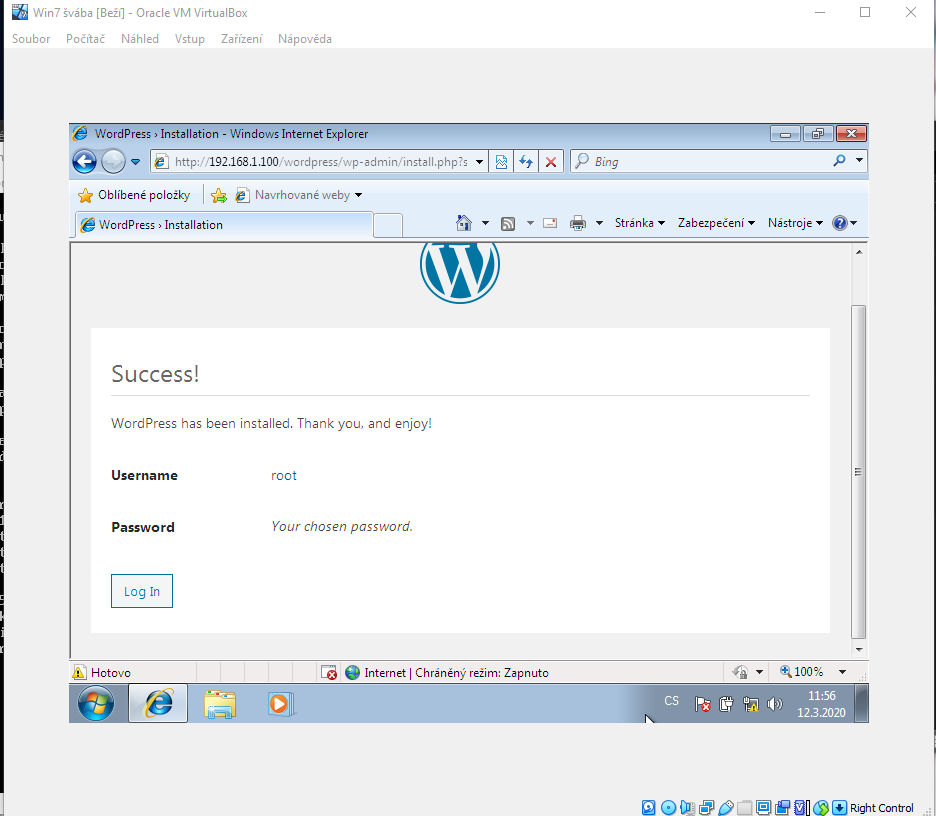 Win7 švába [Beží] - Oracle VM VirtualBox
Soubor Počítač Náhled Vstup Zařízení Nápověda
WordPress › Installation - Windows Internet Explorer
http://192.168.1.100/wordpress/wp-admin/install.php?s
Bing
Oblíbené položky Navrhované weby
WordPress › Installation
Stránka Zabezpečení Nástroje
Success!
WordPress has been installed. Thank you, and enjoy!
Username root
Password Your chosen password.
Log In
Hotovo Internet | Chráněný režim: Zapnuto 100%
CS 11:56
12.3.2020
Right Control